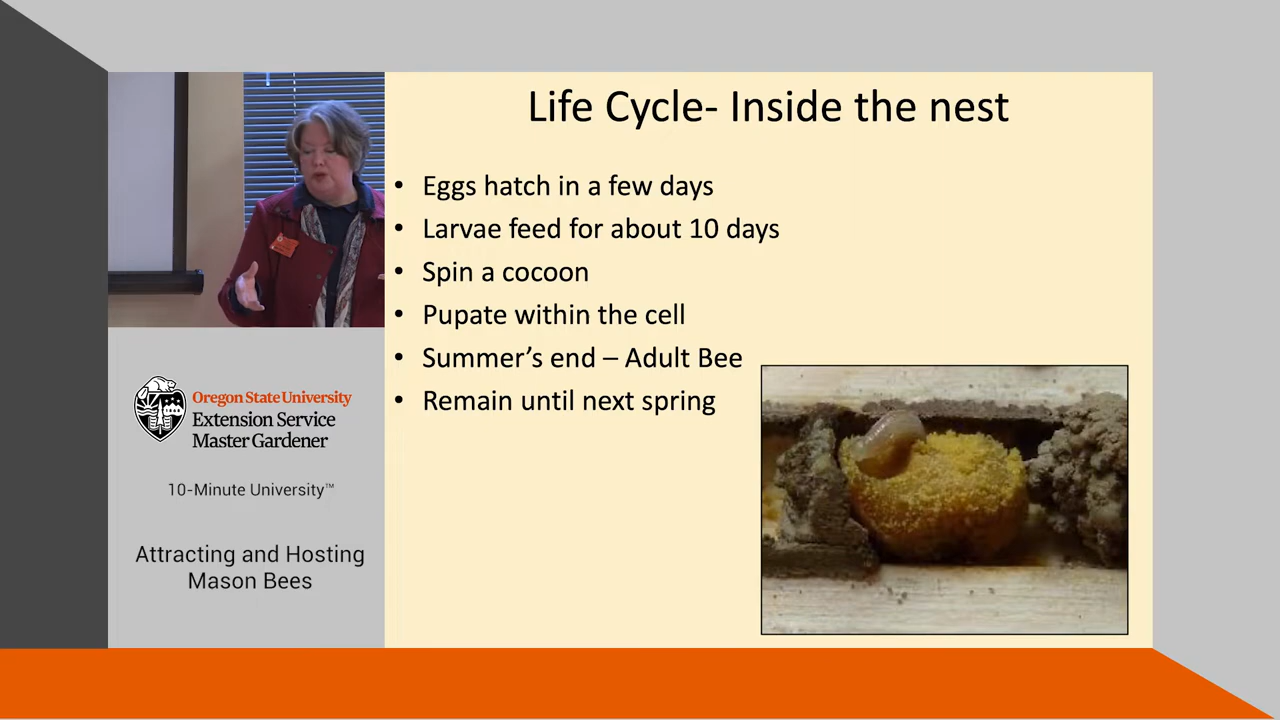 Life Cycle- Inside the nest
• Eggs hatch in a few days
• Larvae feed for about 10 days
• Spin a cocoon
• Pupate within the cell
• Summer's end – Adult Bee
• Remain until next spring
Oregon State University
Extension Service
Master Gardener
10-Minute University™
Attracting and Hosting
Mason Bees